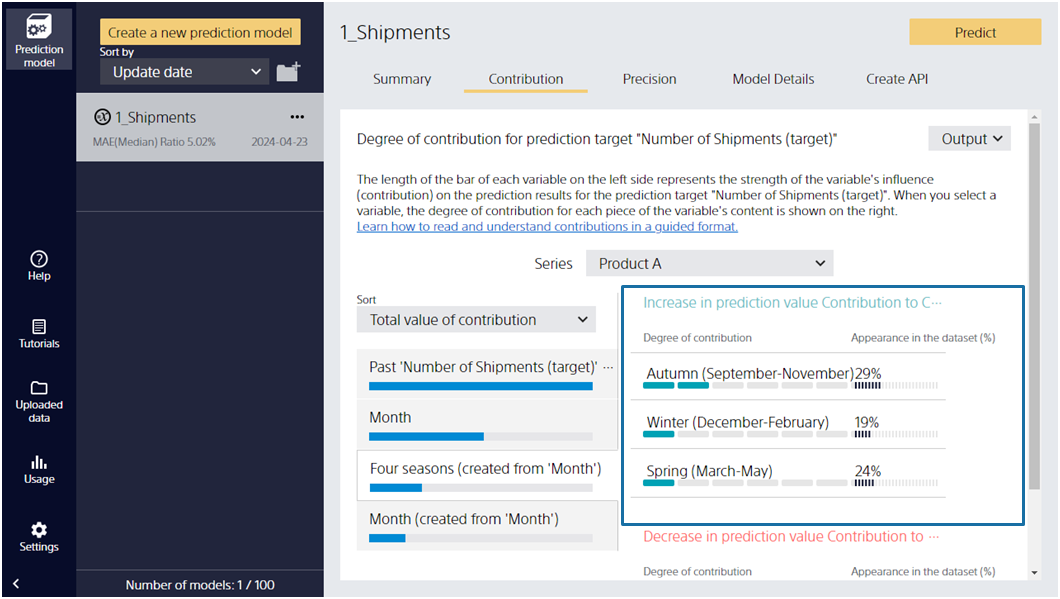 Prediction
model
Help
Tutorials
Uploaded
data
Usage
Settings
Create a new prediction model
Sort by
Update date
1_Shipments
MAE(Median) Ratio 5.02% 2024-04-23
Number of models: 1 / 100
1_Shipments
Predict
Summary Contribution Precision Model Details Create API
Degree of contribution for prediction target "Number of Shipments (target)"
Output
The length of the bar of each variable on the left side represents the strength of the variable's influence
(contribution) on the prediction results for the prediction target "Number of Shipments (target)". When you select a
variable, the degree of contribution for each piece of the variable's content is shown on the right.
Learn how to read and understand contributions in a guided format.
Series Product A
Sort
Total value of contribution
Past 'Number of Shipments (target)' ...
Month
Four seasons (created from 'Month')
Month (created from 'Month')
Increase in prediction value Contribution to C...
Degree of contribution Appearance in the dataset (%)
Autumn (September-November) 29%
Winter (December-February) 19%
Spring (March-May) 24%
Decrease in prediction value Contribution to ...
Degree of contribution Appearance in the dataset (%)